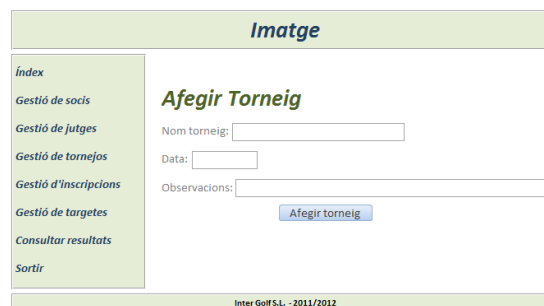 Imatge
Índex
Gestió de socis
Gestió de jutges
Gestió de tornejos
Gestió d'inscripcions
Gestió de targetes
Consultar resultats
Sortir
Afegir Torneig
Nom torneig:
Data:
Observacions:
Afegir torneig
Inter Golf S.L. - 2011/2012